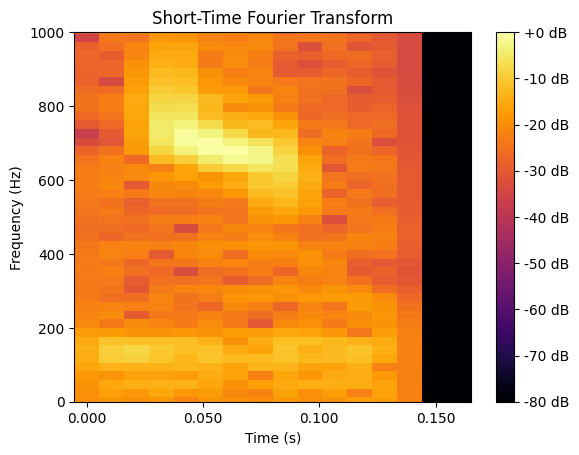 Short-Time Fourier Transform
1000
800
600
400
200
0
Frequency (Hz)
0.000
0.050
0.100
0.150
Time (s)
+0 dB
-10 dB
-20 dB
-30 dB
-40 dB
-50 dB
-60 dB
-70 dB
-80 dB